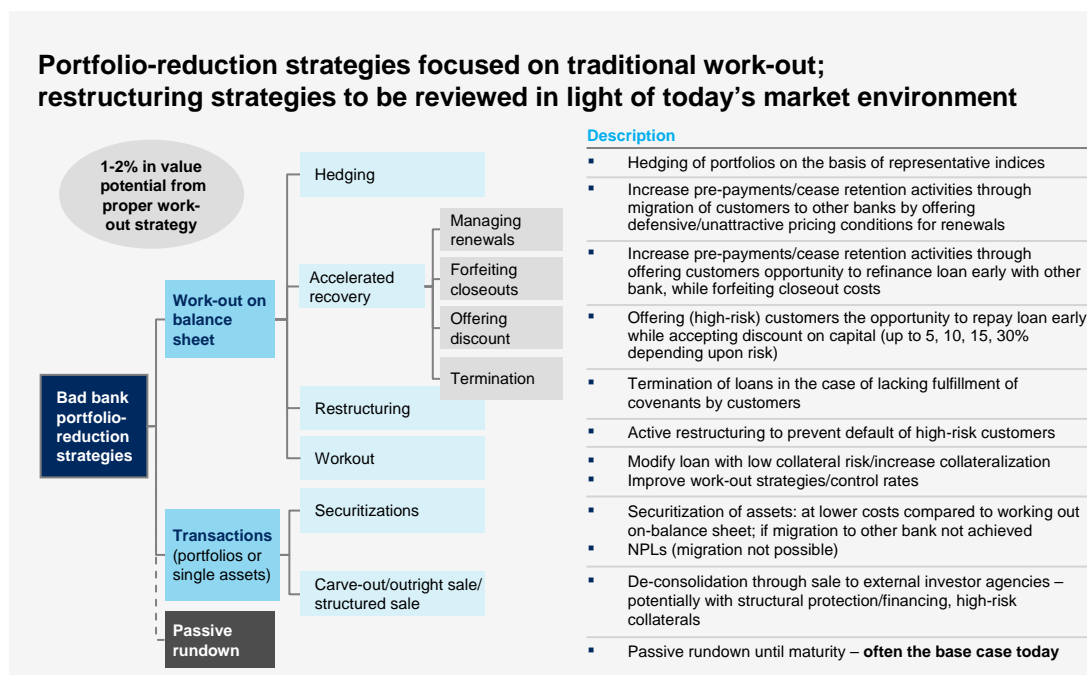 Portfolio-reduction strategies focused on traditional work-out;
restructuring strategies to be reviewed in light of today’s market environment
1-2% in value
potential from
proper work-
out strategy
Bad bank
portfolio-
reduction
strategies
Work-out on
balance
sheet
Transactions
(portfolios or
single assets)
Passive
rundown
Hedging
Accelerated
recovery
Restructuring
Workout
Securitizations
Carve-out/outright sale/
structured sale
Managing
renewals
Forfeiting
closeouts
Offering
discount
Termination
Description
▪ Hedging of portfolios on the basis of representative indices
▪ Increase pre-payments/cease retention activities through
migration of customers to other banks by offering
defensive/unattractive pricing conditions for renewals
▪ Increase pre-payments/cease retention activities through
offering customers opportunity to refinance loan early with other
bank, while forfeiting closeout costs
▪ Offering (high-risk) customers the opportunity to repay loan early
while accepting discount on capital (up to 5, 10, 15, 30%
depending upon risk)
▪ Termination of loans in the case of lacking fulfillment of
covenants by customers
▪ Active restructuring to prevent default of high-risk customers
▪ Modify loan with low collateral risk/increase collateralization
▪ Improve work-out strategies/control rates
▪ Securitization of assets: at lower costs compared to working out
on-balance sheet; if migration to other bank not achieved
▪ NPLs (migration not possible)
▪ De-consolidation through sale to external investor agencies –
potentially with structural protection/financing, high-risk
collaterals
▪ Passive rundown until maturity – often the base case today